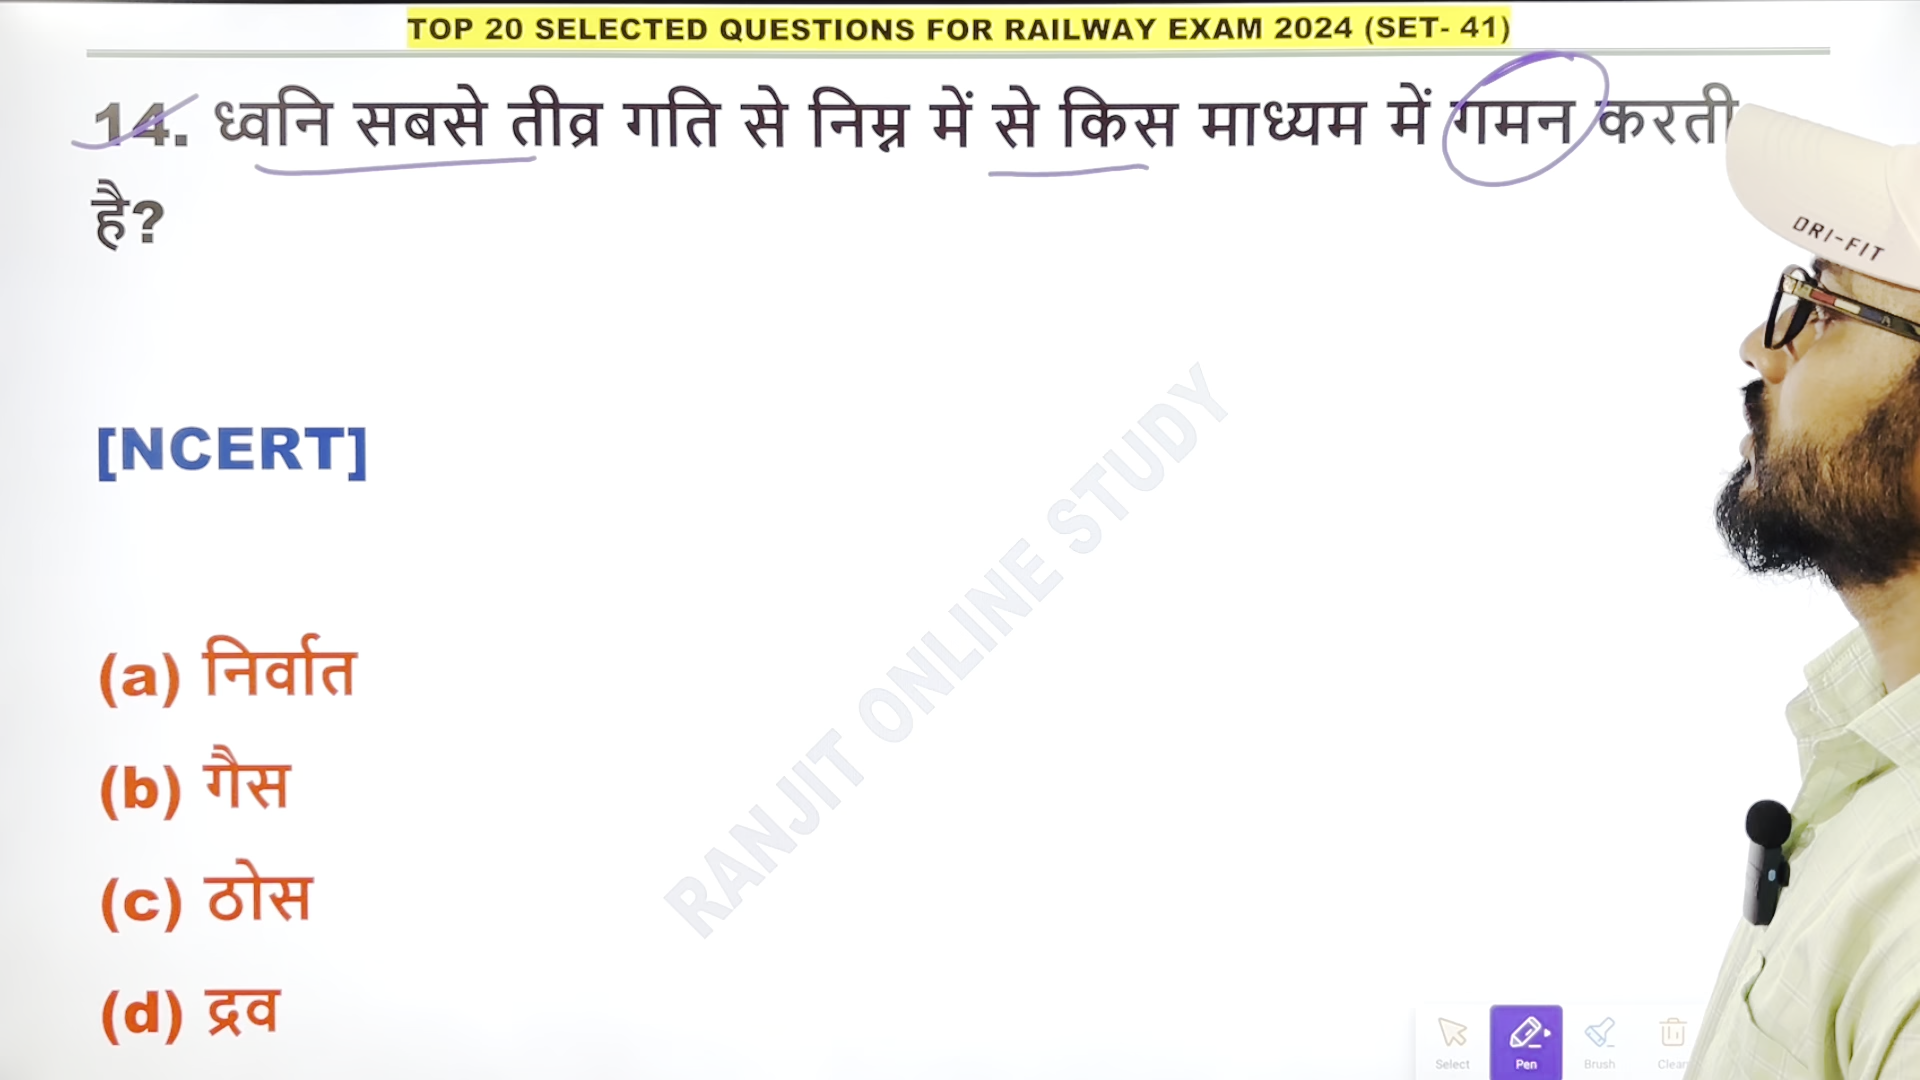 TOP 20 SELECTED QUESTIONS FOR RAILWAY EXAM 2024 (SET- 41)
14. ध्वनि सबसे तीव्र गति से निम्न में से किस माध्यम में गमन करती
है?
DRI-FIT
[NCERT]
RANJIT ONLINE STUDY
(a) निर्वात
(b) गैस
(c) ठोस
(d) द्रव
Select Pen Brush Clear